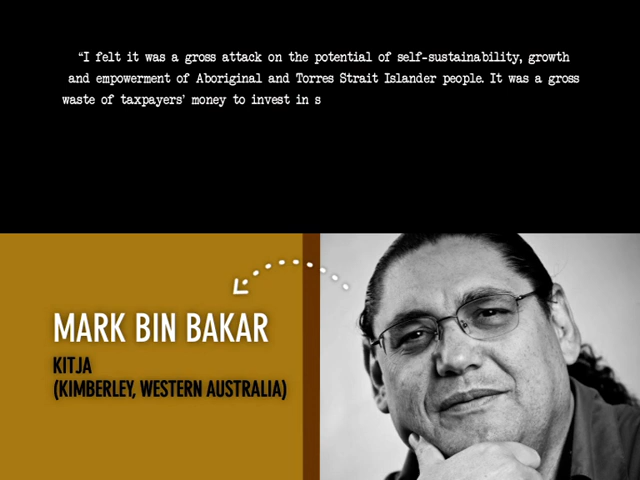 “I felt it was a gross attack on the potential of self-sustainability, growth
and empowerment of Aboriginal and Torres Strait Islander people. It was a gross
waste of taxpayers' money to invest in s
MARK BIN BAKAR
KITJA
(KIMBERLEY, WESTERN AUSTRALIA)